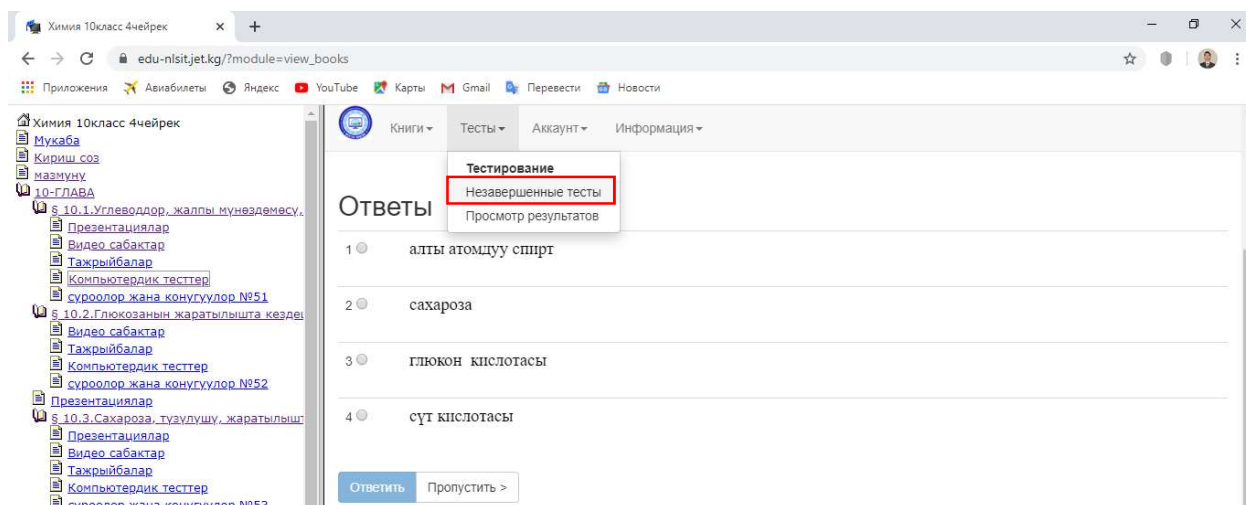 Химия 10класс 4чейрек
edu-nlsit.jet.kg/?module=view_books
Приложения Авиабилеты Яндекс YouTube Карты Gmail Перевести Новости
Химия 10класс 4чейрек
Мукаба
Кириш соз
мазмуну
10-ГЛАВА
§ 10.1.Углеводдор, жалпы мүнөздөмөсү,
Презентациялар
Видео сабактар
Тажрыйбалар
Компьютердик тесттер
суроолор жана конугуулор №51
§ 10.2.Глюкозанын жаратылышта кездеш
Видео сабактар
Тажрыйбалар
Компьютердик тесттер
суроолор жана конугуулор №52
Презентациялар
§ 10.3.Сахароза, түзүлүшү, жаратылышт
Презентациялар
Видео сабактар
Тажрыйбалар
Компьютердик тесттер
суроолор жана конугуулор №53
Книги Тесты Аккаунт Информация
Тестирование
Незавершенные тесты
Просмотр результатов
Ответы
1 алты атомдуу спирт
2 сахароза
3 глюкон кислотасы
4 сүт кислотасы
Ответить Пропустить >